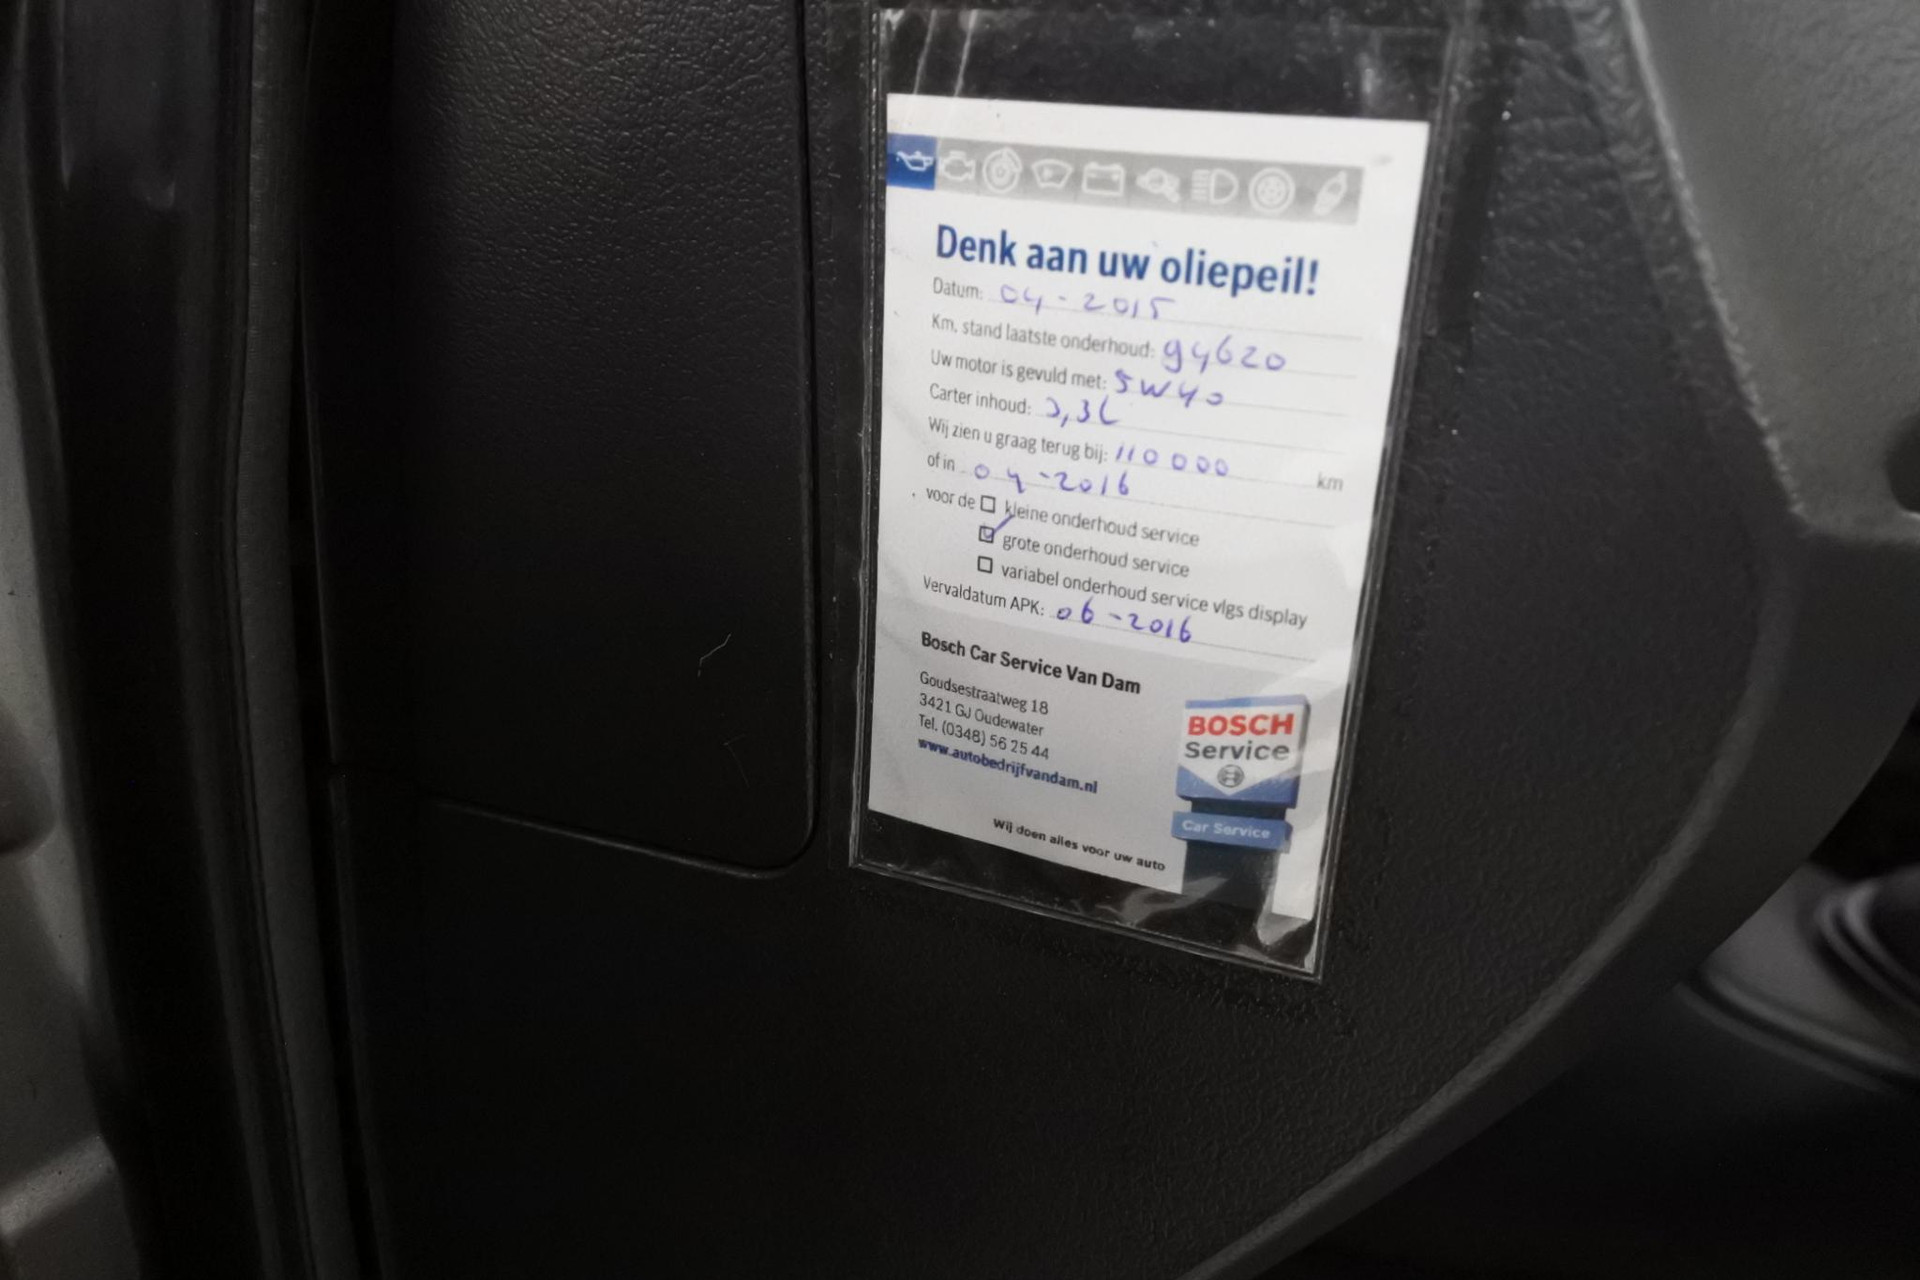 Denk aan uw oliepeil!
Datum: 04-2015
Km. stand laatste onderhoud: 94620
Uw motor is gevuld met: 5W40
Carter inhoud: 3,3L
Wij zien u graag terug bij: 110000 km
of in 04-2016
voor de ☐ kleine onderhoud service
☑ grote onderhoud service
☐ variabel onderhoud service vlgs display
Vervaldatum APK: 06-2016
Bosch Car Service Van Dam
Goudsestraatweg 18
3421 GJ Oudewater
Tel. (0348) 56 25 44
www.autobedrijfvandam.nl
BOSCH
Service
Car Service
Wij doen alles voor uw auto